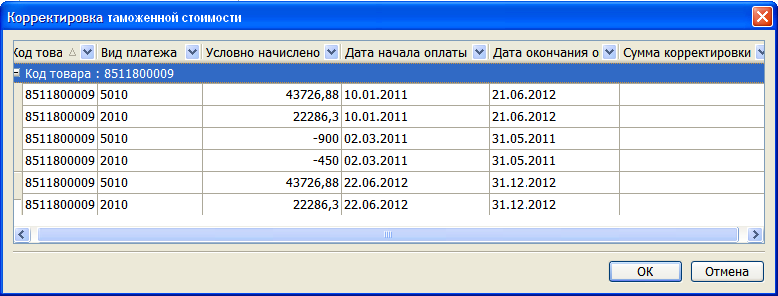 Корректировка таможенной стоимости
Код това Вид платежа Условно начислено Дата начала оплаты Дата окончания о Сумма корректировки
Код товара : 8511800009
8511800009 5010 43726,88 10.01.2011 21.06.2012
8511800009 2010 22286,3 10.01.2011 21.06.2012
8511800009 5010 -900 02.03.2011 31.05.2011
8511800009 2010 -450 02.03.2011 31.05.2011
8511800009 5010 43726,88 22.06.2012 31.12.2012
8511800009 2010 22286,3 22.06.2012 31.12.2012
OK Отмена